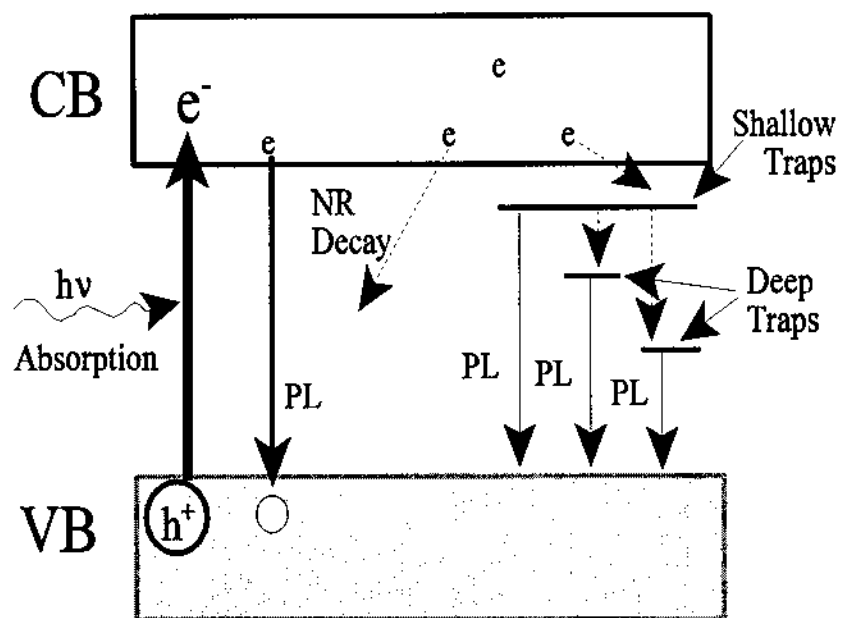 CB
e⁻
e
e
e
e
Shallow
Traps
NR
Decay
hν
Absorption
Deep
Traps
PL
PL
PL
PL
VB
h⁺